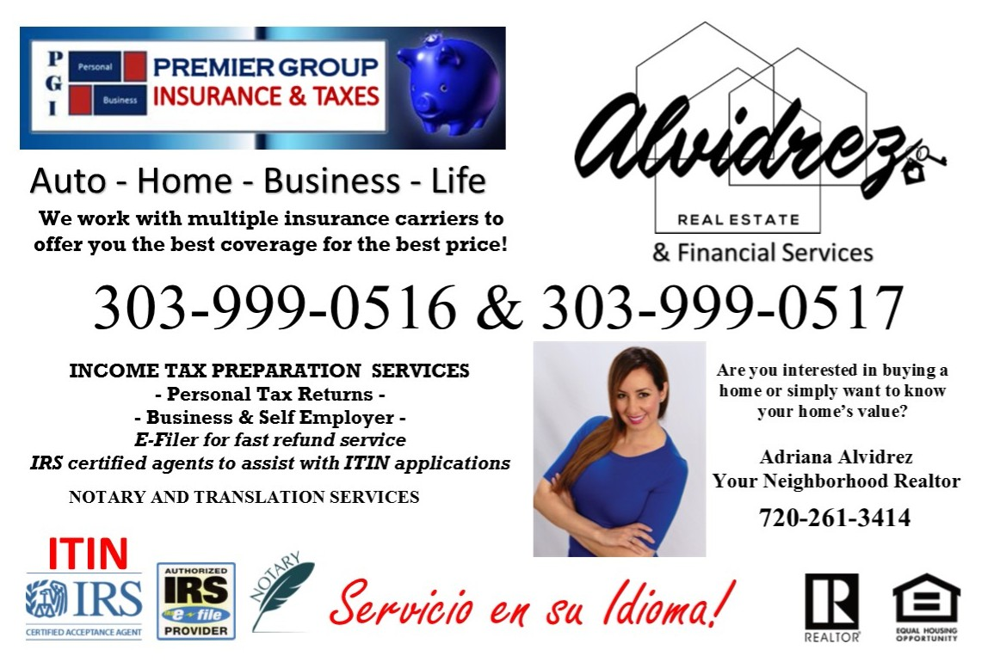 P
G
I
Personal
Business
PREMIER GROUP
INSURANCE & TAXES
Auto - Home - Business - Life
We work with multiple insurance carriers to
offer you the best coverage for the best price!
Alvidrez
REAL ESTATE
& Financial Services
303-999-0516 & 303-999-0517
INCOME TAX PREPARATION SERVICES
- Personal Tax Returns -
- Business & Self Employer -
E-Filer for fast refund service
IRS certified agents to assist with ITIN applications
NOTARY AND TRANSLATION SERVICES
Are you interested in buying a
home or simply want to know
your home's value?
Adriana Alvidrez
Your Neighborhood Realtor
720-261-3414
ITIN
IRS
CERTIFIED ACCEPTANCE AGENT
AUTHORIZED
IRS
e file
PROVIDER
NOTARY
Servicio en su Idioma!
R
REALTOR®
EQUAL HOUSING
OPPORTUNITY